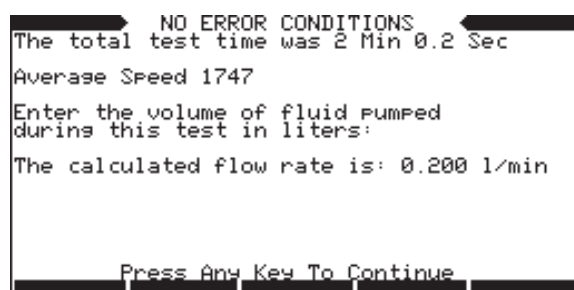 NO ERROR CONDITIONS
The total test time was 2 Min 0.2 Sec
Average Speed 1747
Enter the volume of fluid pumped
during this test in liters:
The calculated flow rate is: 0.200 l/min
Press Any Key To Continue